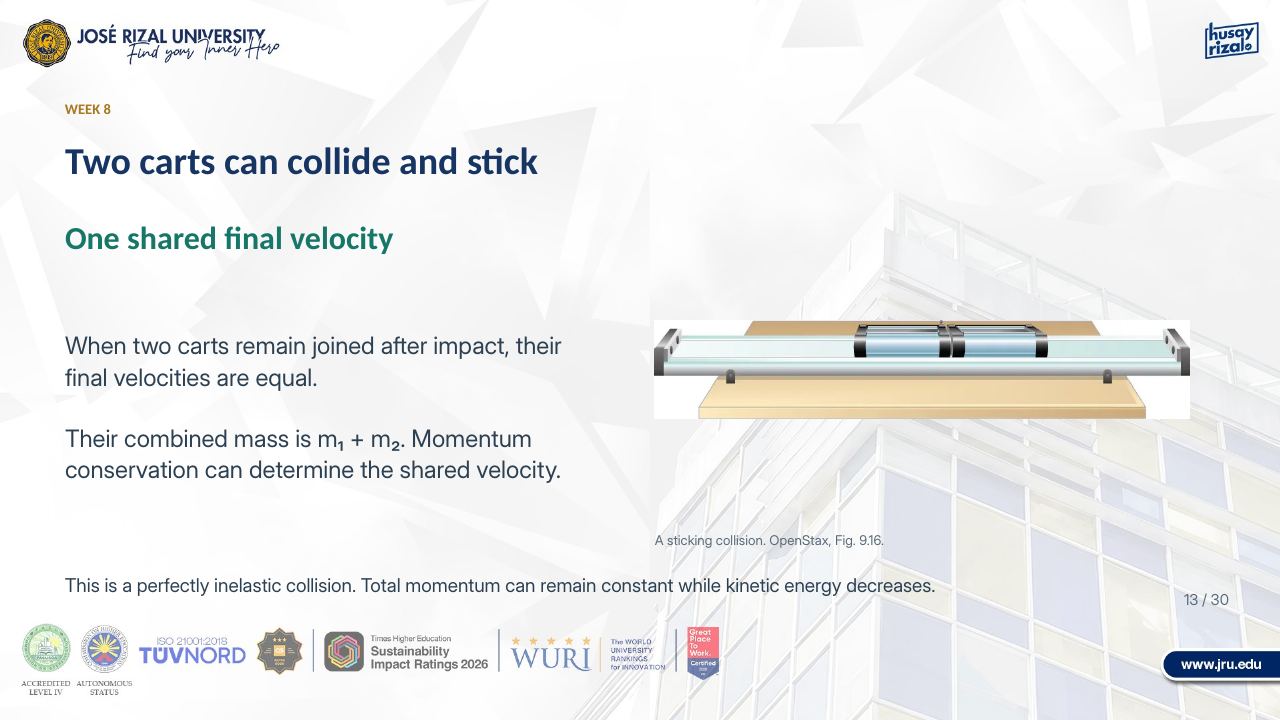 JOSÉ RIZAL UNIVERSITY
Find your Inner Hero
husay
rizal
WEEK 8
Two carts can collide and stick
One shared final velocity
When two carts remain joined after impact, their
final velocities are equal.
Their combined mass is m₁ + m₂. Momentum
conservation can determine the shared velocity.
A sticking collision. OpenStax, Fig. 9.16.
This is a perfectly inelastic collision. Total momentum can remain constant while kinetic energy decreases.
13 / 30
ACCREDITED
LEVEL IV
AUTONOMOUS
STATUS
ISO 21001:2018
TÜVNORD
Times Higher Education
Sustainability
Impact Ratings 2026
WURI
The WORLD
UNIVERSITY
RANKINGS
for INNOVATION
Great
Place
To
Work.
Certified
www.jru.edu